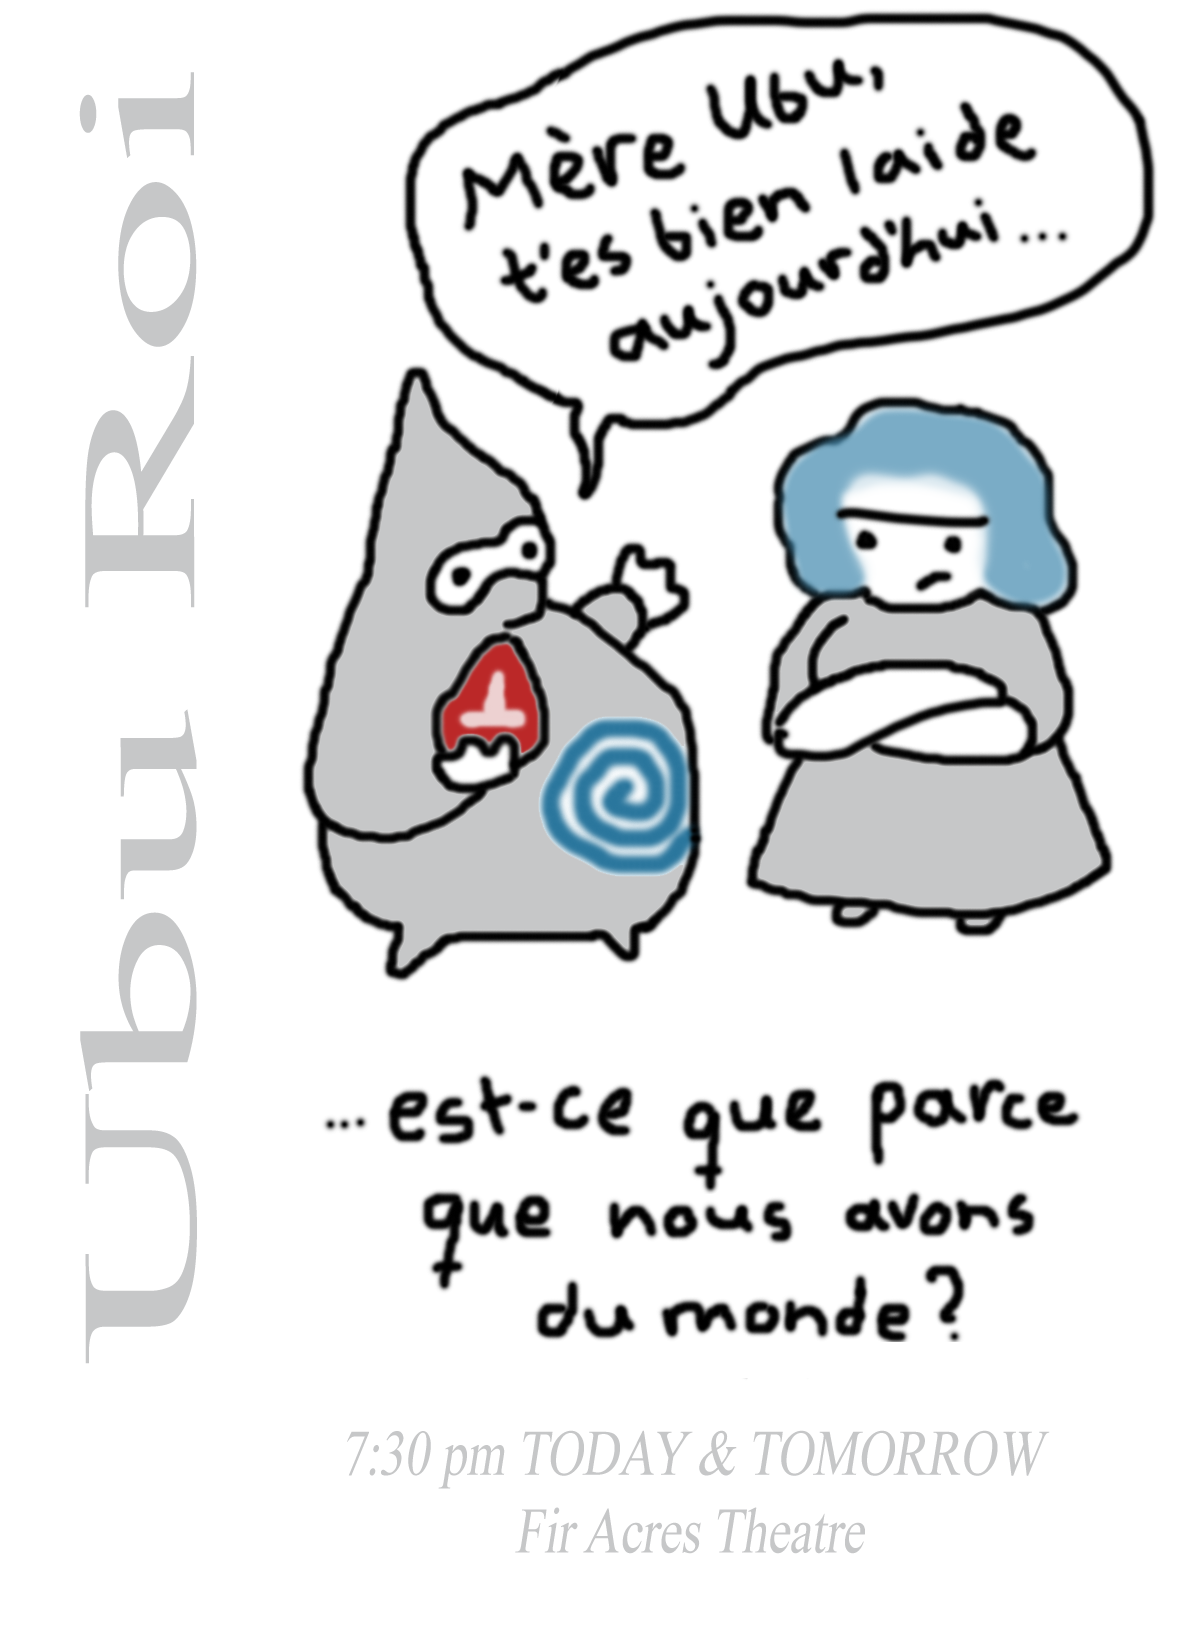 Ubu Roi
Mère Ubu,
t'es bien laide
aujourd'hui...
...est-ce que parce
que nous avons
du monde?
7:30 pm TODAY & TOMORROW
Fir Acres Theatre